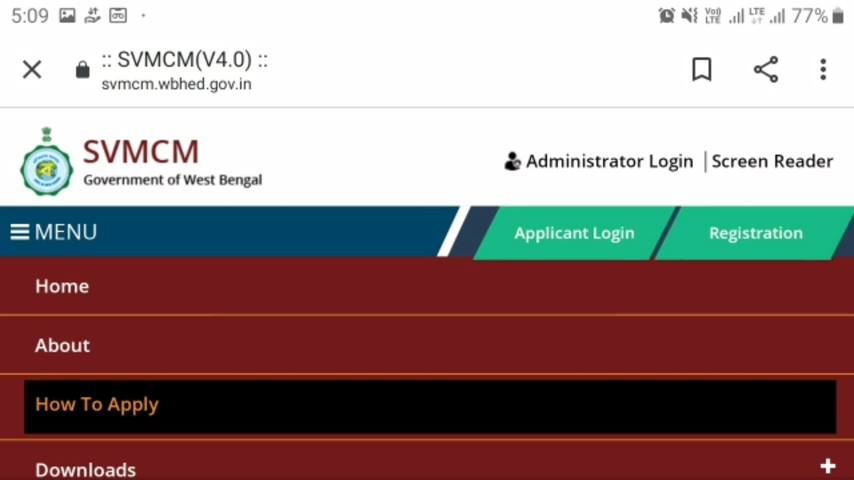 5:09
77%
:: SVMCM(V4.0) ::
svmcm.wbhed.gov.in
SVMCM
Government of West Bengal
Administrator Login | Screen Reader
MENU
Applicant Login
Registration
Home
About
How To Apply
Downloads +